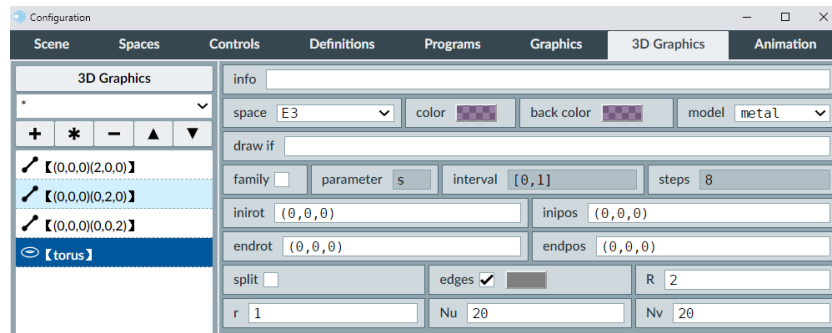 Configuration
Scene Spaces Controls Definitions Programs Graphics 3D Graphics Animation
3D Graphics
*
+ * − ▲ ▼
【(0,0,0)(2,0,0)】
【(0,0,0)(0,2,0)】
【(0,0,0)(0,0,2)】
【torus】
info
space E3 color back color model metal
draw if
family parameter s interval [0,1] steps 8
inirot (0,0,0) inipos (0,0,0)
endrot (0,0,0) endpos (0,0,0)
split edges R 2
r 1 Nu 20 Nv 20